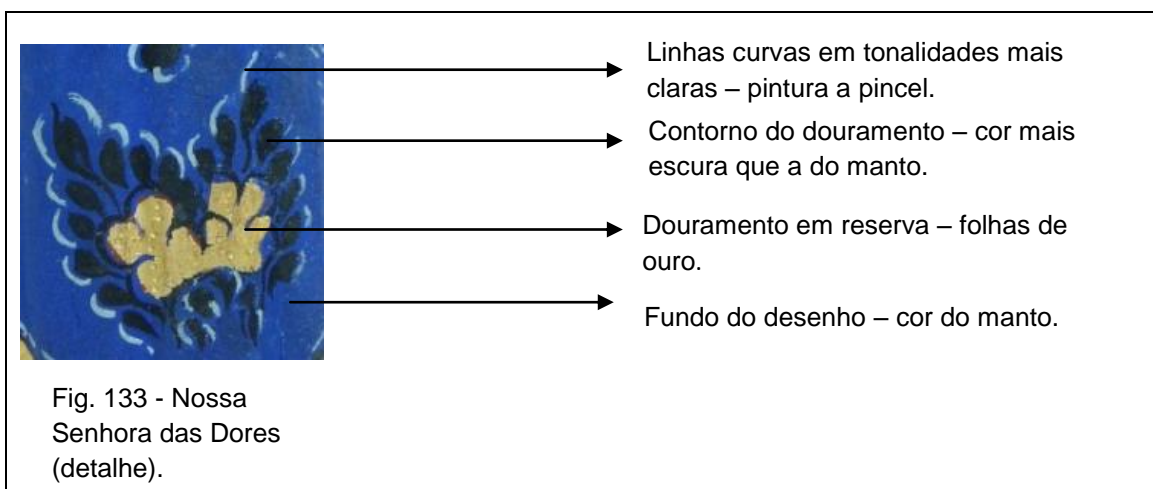 Linhas curvas em tonalidades mais
claras – pintura a pincel.
Contorno do douramento – cor mais
escura que a do manto.
Douramento em reserva – folhas de
ouro.
Fundo do desenho – cor do manto.
Fig. 133 - Nossa
Senhora das Dores
(detalhe).